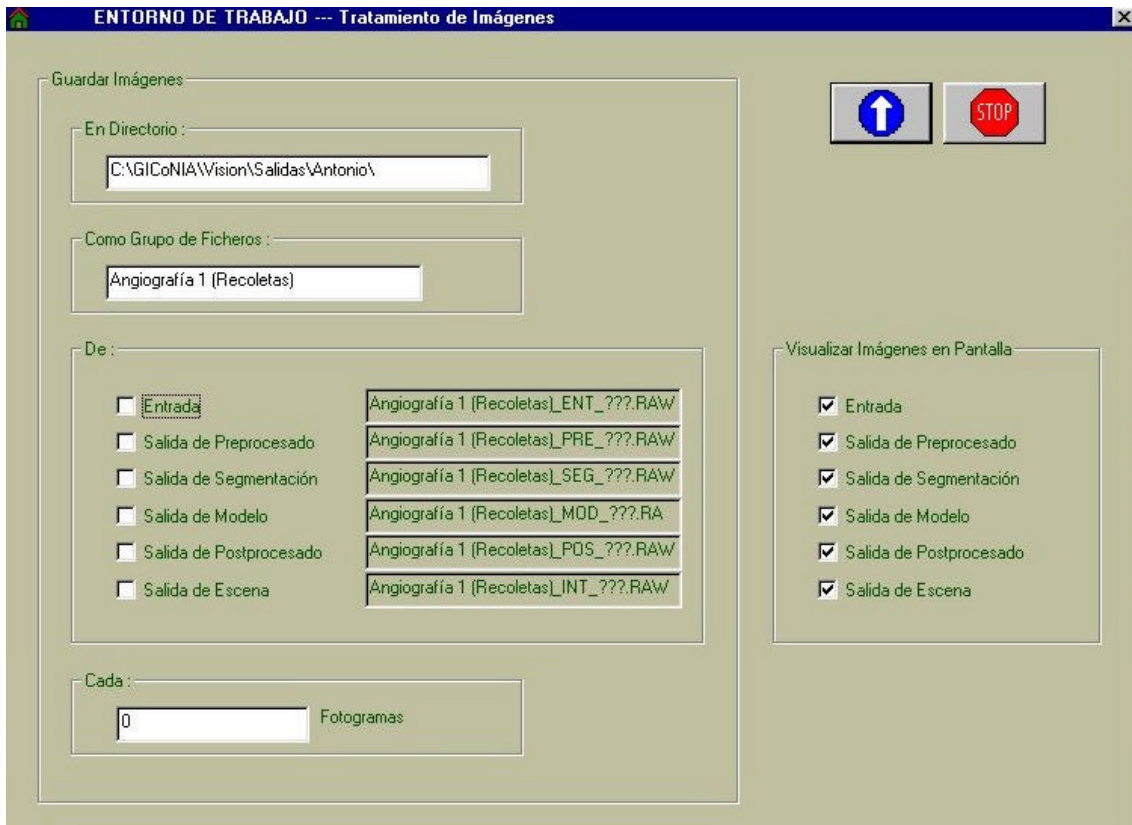 ENTORNO DE TRABAJO --- Tratamiento de Imágenes
Guardar Imágenes
En Directorio :
C:\GICoNIA\Vision\Salidas\Antonio\
Como Grupo de Ficheros :
Angiografía 1 (Recoletas)
De :
Entrada
Angiografía 1 (Recoletas)_ENT_???.RAW
Salida de Preprocesado
Angiografía 1 (Recoletas)_PRE_???.RAW
Salida de Segmentación
Angiografía 1 (Recoletas)_SEG_???.RAW
Salida de Modelo
Angiografía 1 (Recoletas)_MOD_???.RA
Salida de Postprocesado
Angiografía 1 (Recoletas)_POS_???.RAW
Salida de Escena
Angiografía 1 (Recoletas)_INT_???.RAW
Cada :
0
Fotogramas
STOP
Visualizar Imágenes en Pantalla
Entrada
Salida de Preprocesado
Salida de Segmentación
Salida de Modelo
Salida de Postprocesado
Salida de Escena